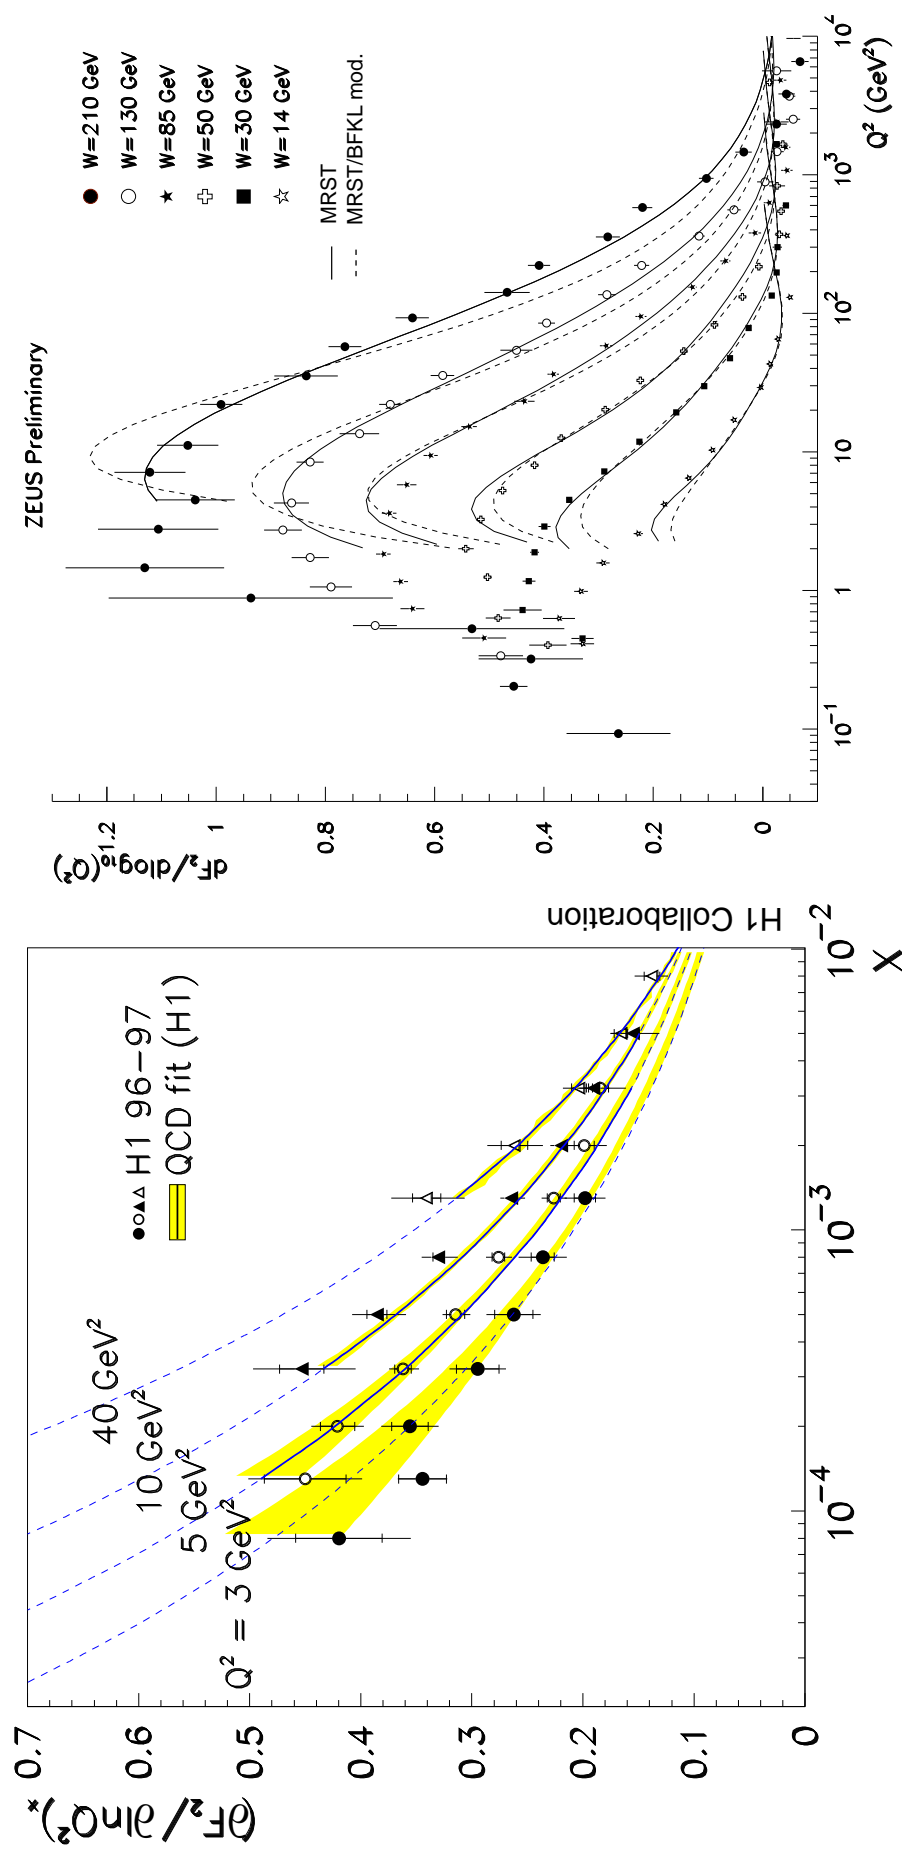 0.7
0.6
0.5
0.4
0.3
0.2
0.1
0
(∂F₂/∂lnQ²)ₓ
Q² = 3 GeV²
5 GeV²
10 GeV²
40 GeV²
H1 96−97
QCD fit (H1)
10⁻⁴
10⁻³
10⁻²
X
H1 Collaboration
ZEUS Preliminary
dF₂/dlog₁₀(Q²)
1.2
1
0.8
0.6
0.4
0.2
0
W=210 GeV
W=130 GeV
W=85 GeV
W=50 GeV
W=30 GeV
W=14 GeV
MRST
MRST/BFKL mod.
10⁻¹
1
10
10²
10³
10⁴
Q² (GeV²)